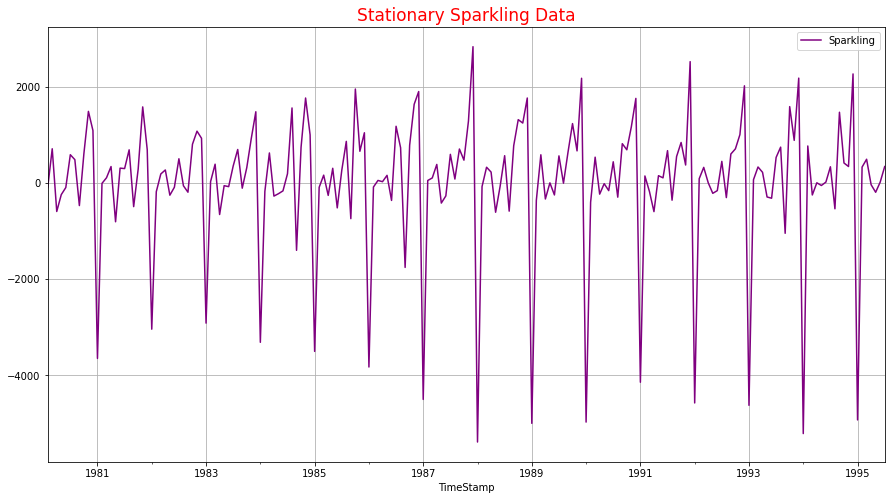 Stationary Sparkling Data
Sparkling
2000
0
−2000
−4000
1981 1983 1985 1987 1989 1991 1993 1995
TimeStamp